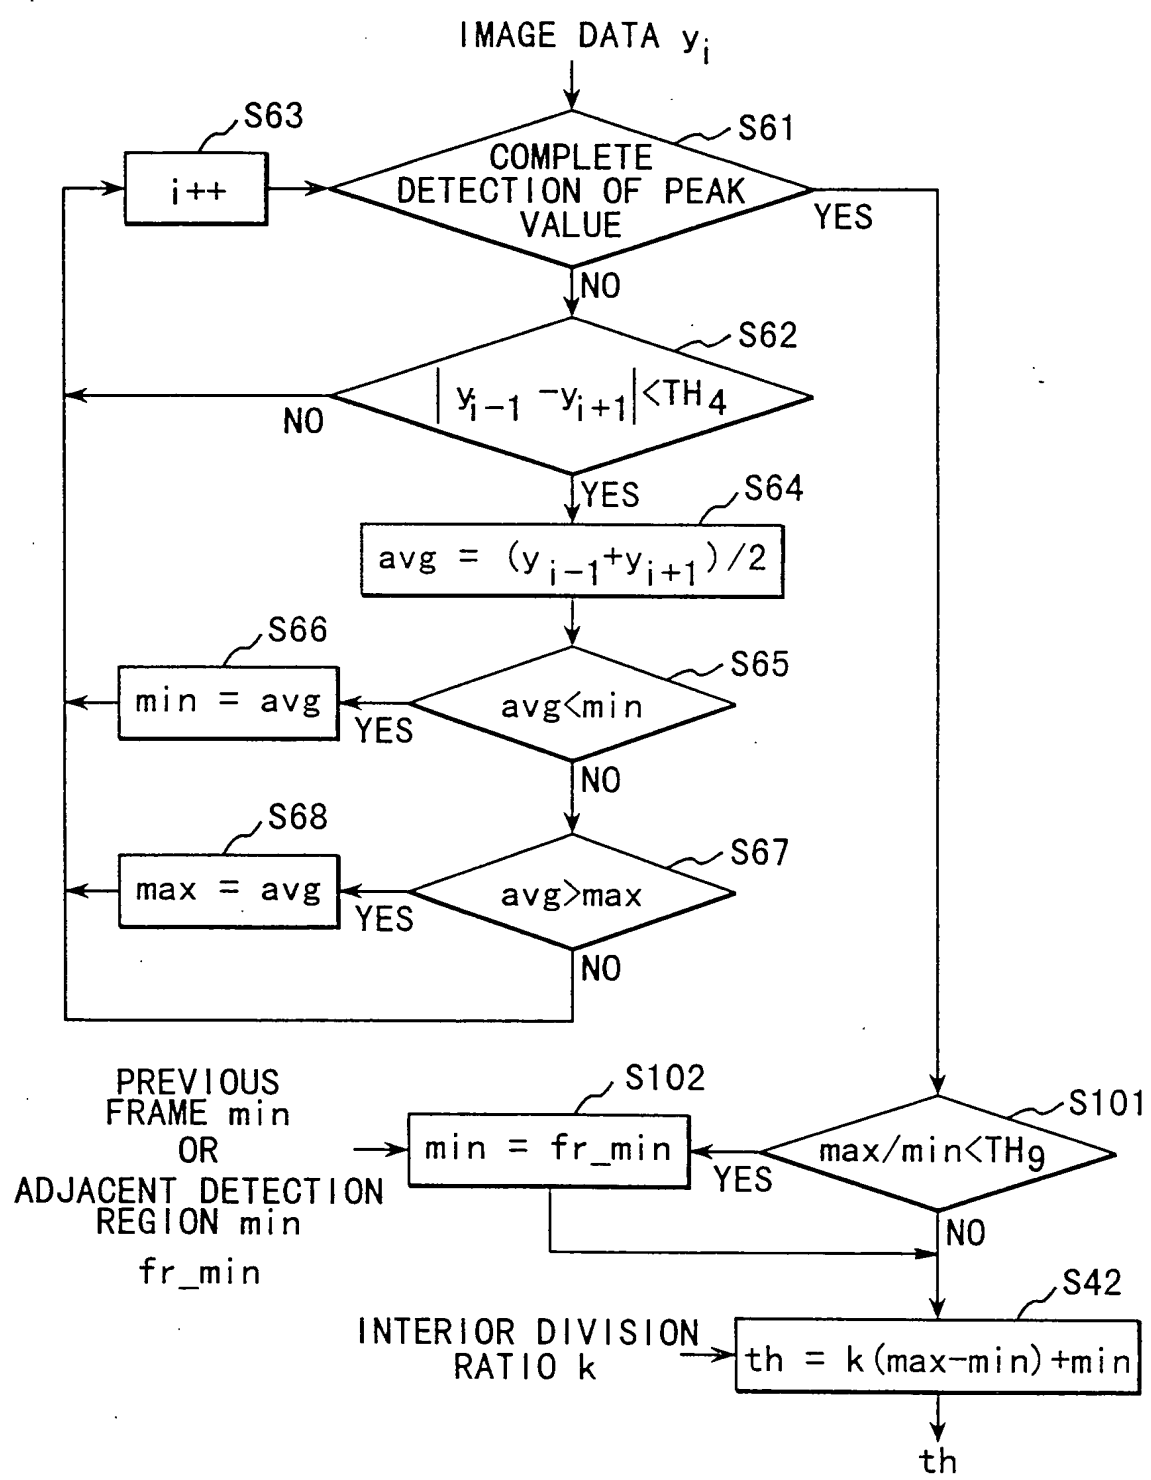 IMAGE DATA yi
S63
S61
i++
COMPLETE
DETECTION OF PEAK
VALUE
YES
NO
S62
|yi-1 -yi+1|<TH4
NO
YES
S64
avg = (yi-1+yi+1)/2
S66
S65
min = avg
YES
avg<min
NO
S68
S67
max = avg
YES
avg>max
NO
PREVIOUS
FRAME min
OR
ADJACENT DETECTION
REGION min
fr_min
S102
min = fr_min
S101
max/min<TH9
YES
NO
S42
INTERIOR DIVISION
RATIO k
th = k(max-min)+min
th